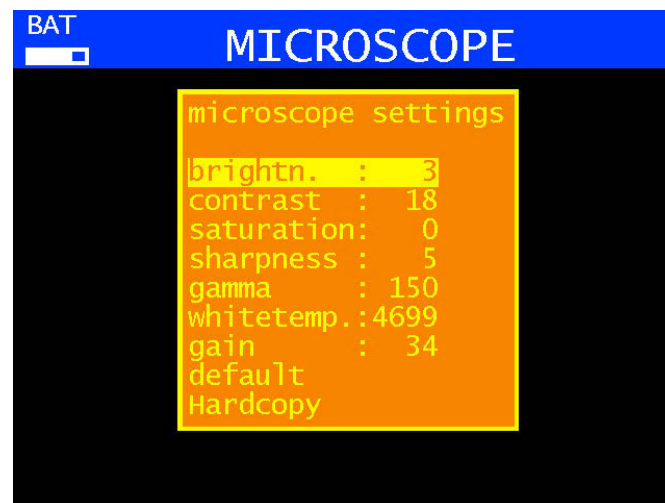 BAT
MICROSCOPE
microscope settings
brightn. : 3
contrast : 18
saturation: 0
sharpness : 5
gamma : 150
whitetemp.:4699
gain : 34
default
Hardcopy